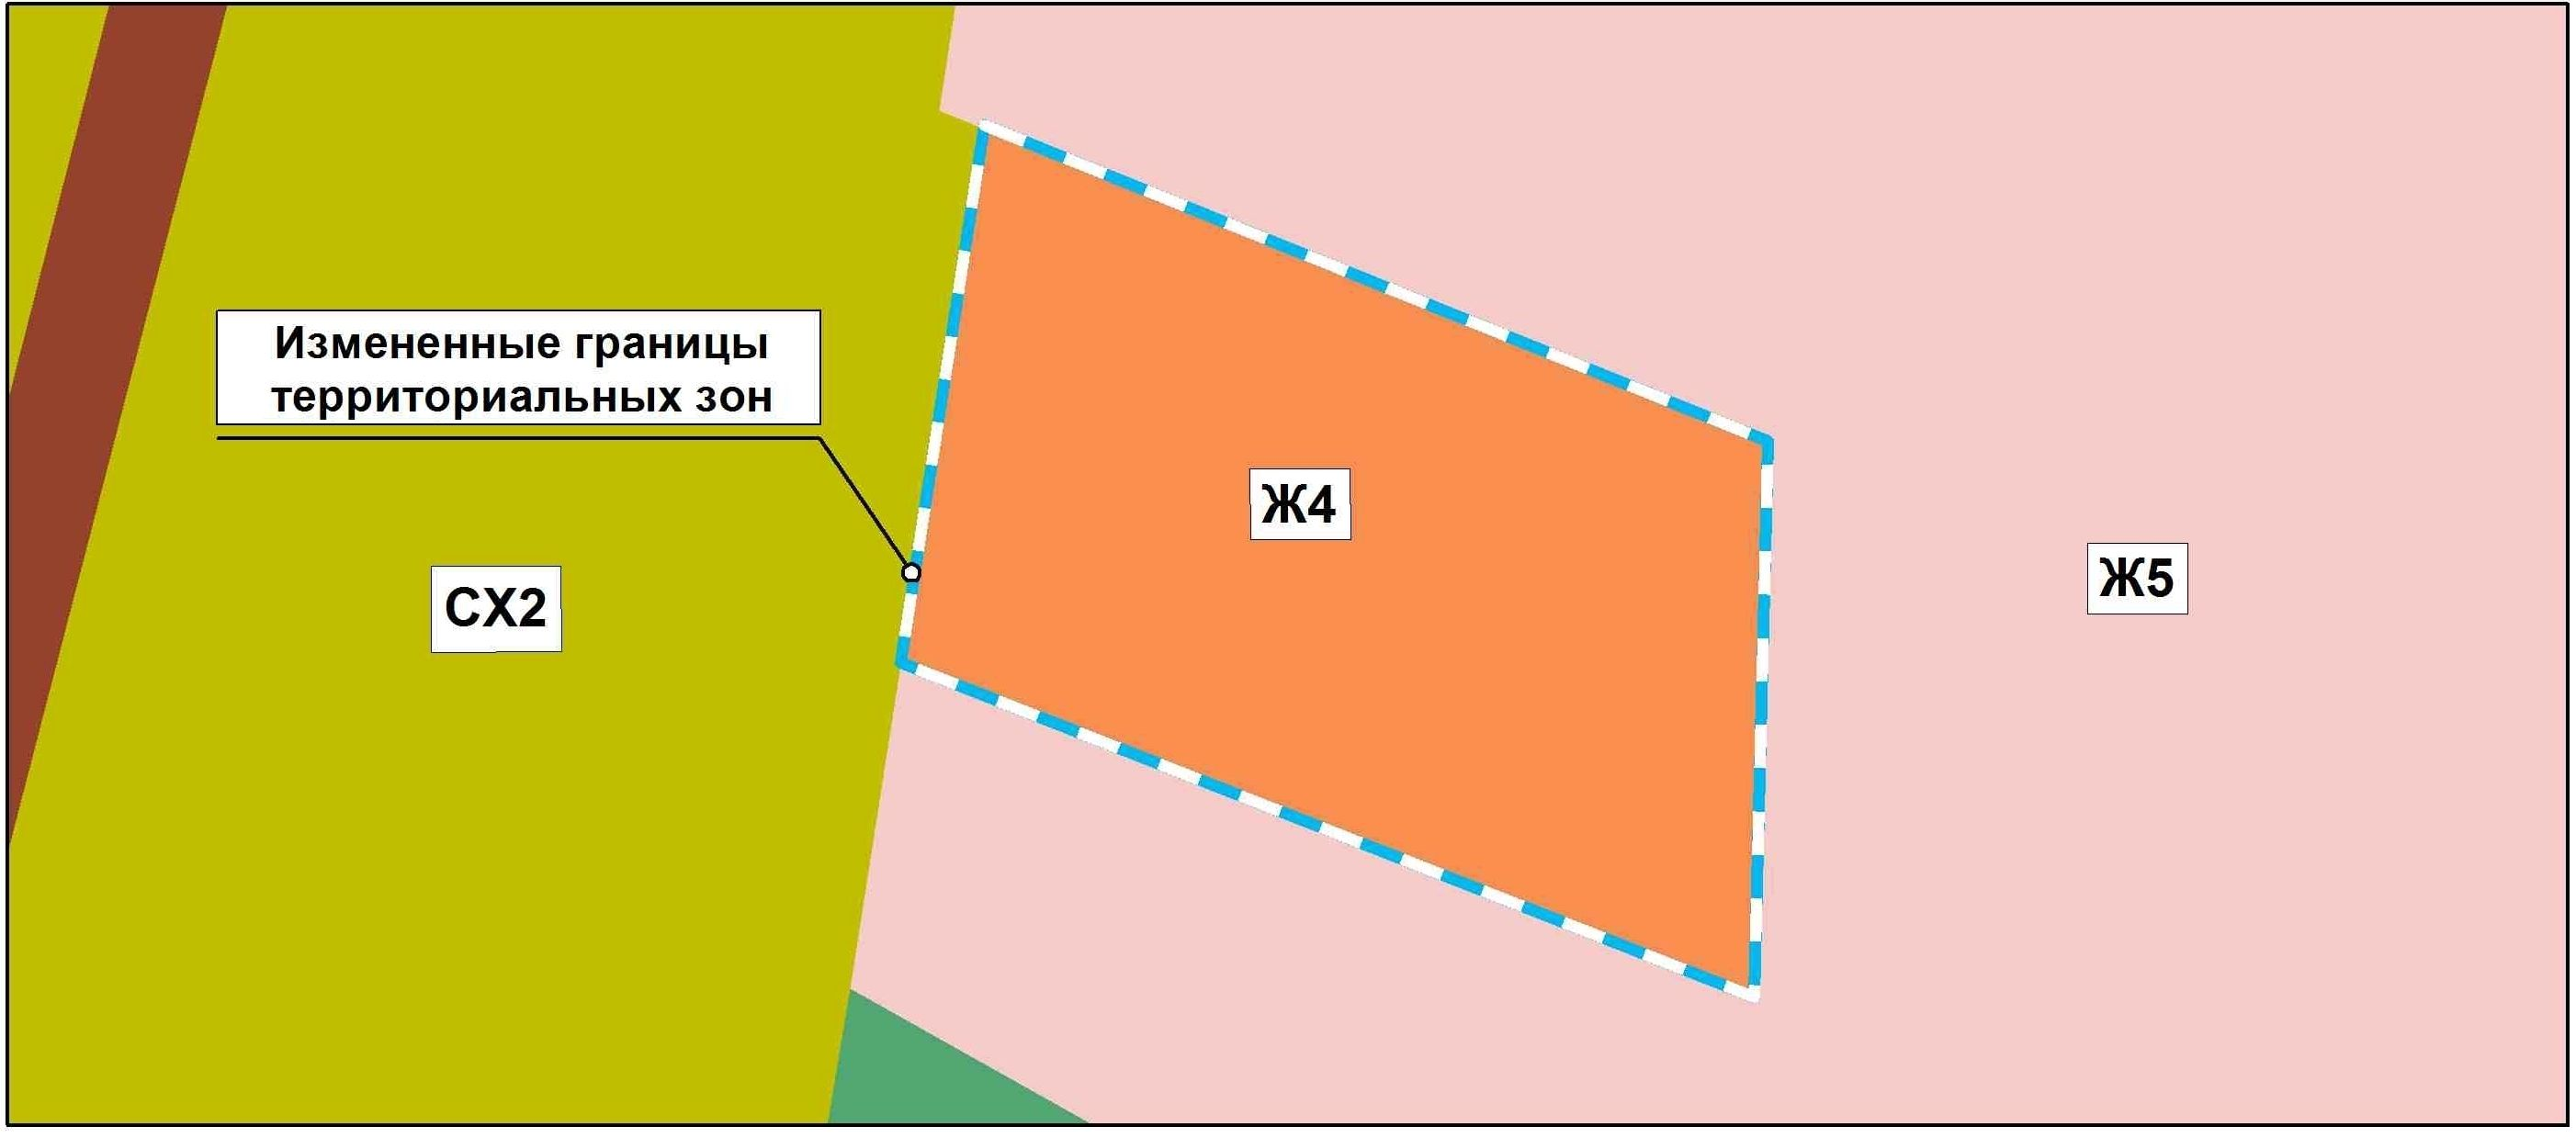 Измененные границы
территориальных зон
Ж4
Ж5
СХ2